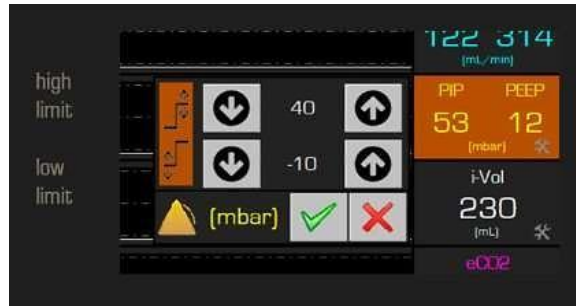 122 314
(mL/min)
high
limit
40
PIP PEEP
53 12
(mbar)
low
limit
-10
i-Vol
230
(mL)
(mbar)
eCO2